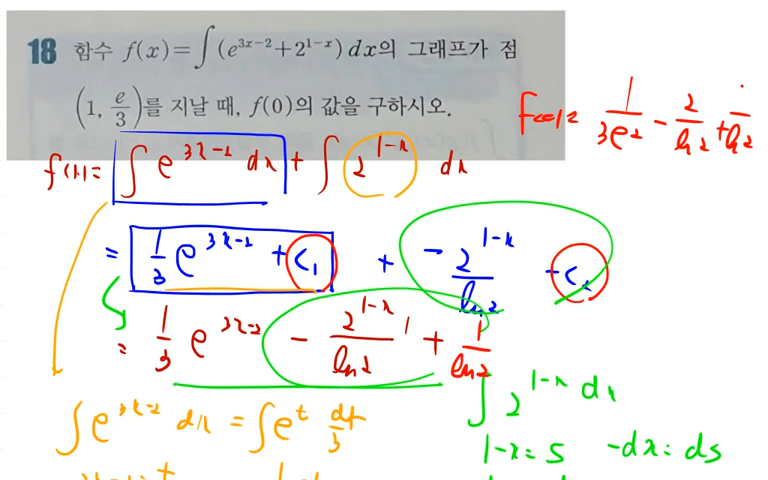 18 함수 f(x)=∫(e^{3x-2}+2^{1-x})dx의 그래프가 점
(1, e/3)를 지날 때, f(0)의 값을 구하시오.
f(0)= 1/(3e^2) - 2/ln2 + 1/ln2
f(x)= ∫e^{3x-2} dx + ∫2^{1-x} dx
= 1/3 e^{3x-2} + C₁ + - 2^{1-x}/ln2 + C₂
= 1/3 e^{3x-2} - 2^{1-x}/ln2 + 1/ln2
∫2^{1-x} dx
∫e^{3x-2} dx = ∫e^t dt/3
1-x=s -dx=ds